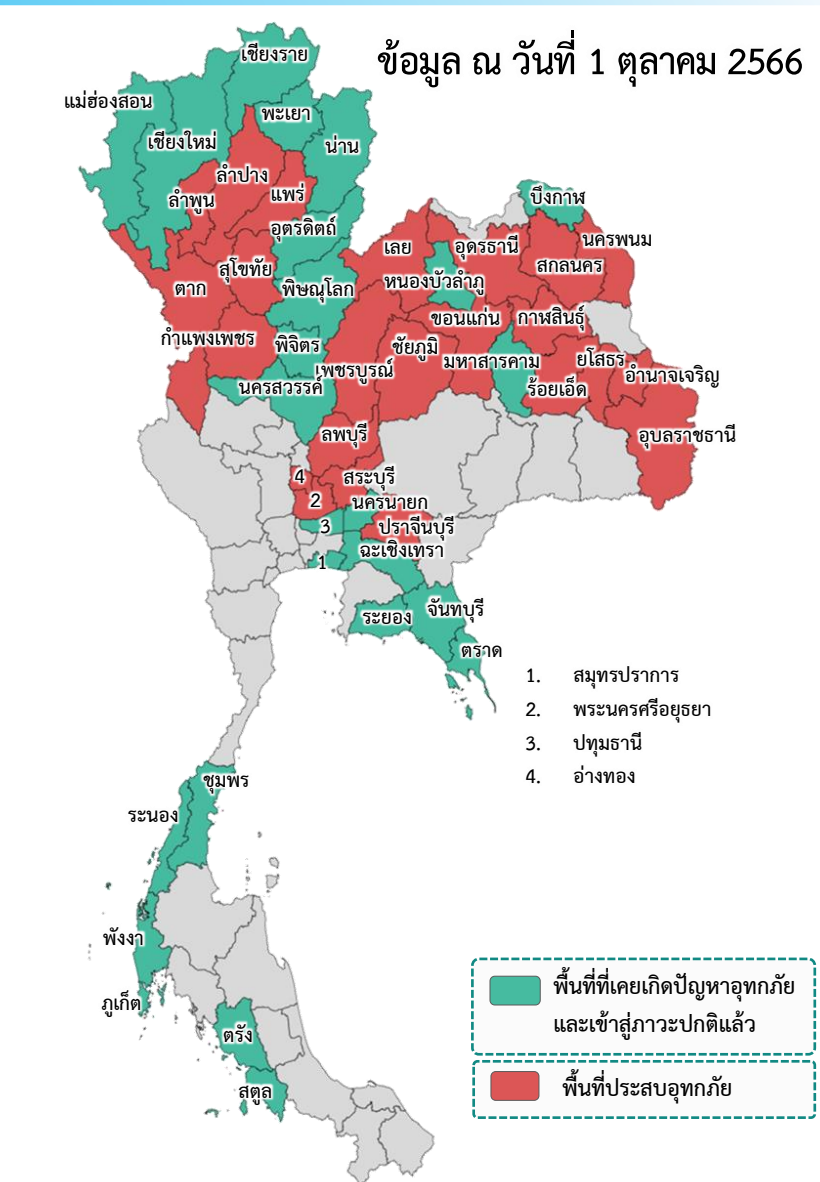 ข้อมูล ณ วันที่ 1 ตุลาคม 2566
เชียงราย
แม่ฮ่องสอน
พะเยา
เชียงใหม่
น่าน
ลำปาง
แพร่
ลำพูน
บึงกาฬ
อุตรดิตถ์
เลย
อุดรธานี
นครพนม
สกลนคร
สุโขทัย
ตาก
พิษณุโลก
หนองบัวลำภู
ขอนแก่น
กาฬสินธุ์
กำแพงเพชร
พิจิตร
ชัยภูมิ
มหาสารคาม
ยโสธร
เพชรบูรณ์
อำนาจเจริญ
นครสวรรค์
ร้อยเอ็ด
ลพบุรี
อุบลราชธานี
4
สระบุรี
2
นครนายก
3
ปราจีนบุรี
ฉะเชิงเทรา
1
ระยอง
จันทบุรี
ตราด
1. สมุทรปราการ
2. พระนครศรีอยุธยา
3. ปทุมธานี
4. อ่างทอง
ชุมพร
ระนอง
พังงา
ภูเก็ต
ตรัง
สตูล
พื้นที่ที่เคยเกิดปัญหาอุทกภัย
และเข้าสู่ภาวะปกติแล้ว
พื้นที่ประสบอุทกภัย